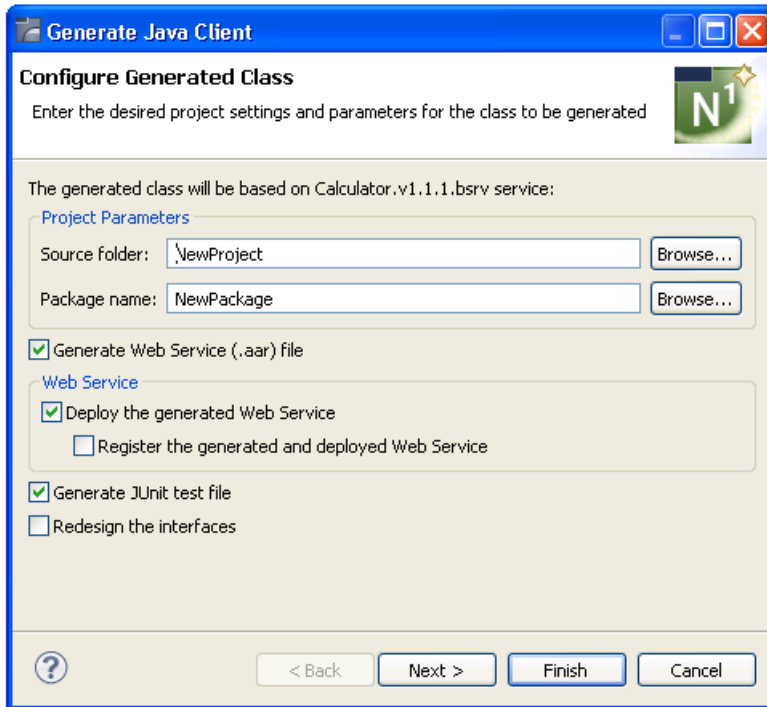 Generate Java Client
Configure Generated Class
Enter the desired project settings and parameters for the class to be generated
N1
The generated class will be based on Calculator.v1.1.1.bsrv service:
Project Parameters
Source folder: \NewProject Browse...
Package name: NewPackage Browse...
Generate Web Service (.aar) file
Web Service
Deploy the generated Web Service
Register the generated and deployed Web Service
Generate JUnit test file
Redesign the interfaces
? < Back Next > Finish Cancel